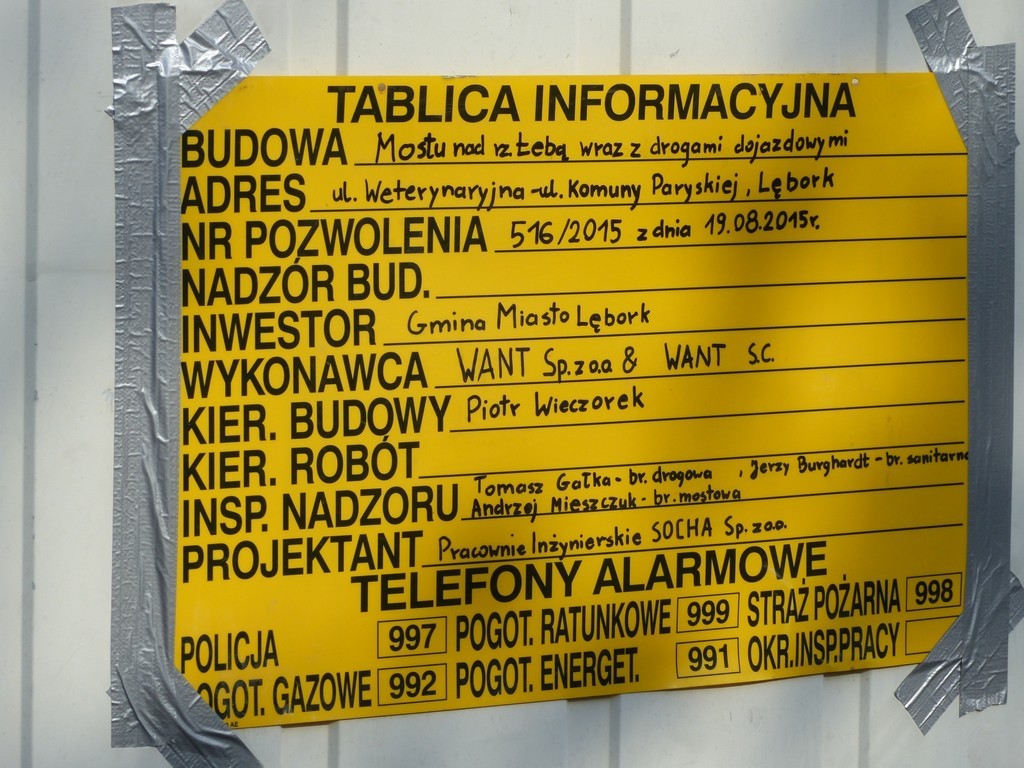 TABLICA INFORMACYJNA
BUDOWA Mostu nad rz. Łebą wraz z drogami dojazdowymi
ADRES ul. Weterynaryjna - ul. Komuny Paryskiej, Lębork
NR POZWOLENIA 516/2015 z dnia 19.08.2015r.
NADZÓR BUD.
INWESTOR Gmina Miasto Lębork
WYKONAWCA WANT Sp. z o.o & WANT S.C.
KIER. BUDOWY Piotr Wieczorek
KIER. ROBÓT
INSP. NADZORU Tomasz Gałka - br. drogowa , Jerzy Burghardt - br. sanitarna
Andrzej Mieszczuk - br. mostowa
PROJEKTANT Pracownie Inżynierskie SOCHA Sp. z o.o.
TELEFONY ALARMOWE
POLICJA 997 POGOT. RATUNKOWE 999 STRAŻ POŻARNA 998
OGOT. GAZOWE 992 POGOT. ENERGET. 991 OKR.INSP.PRACY